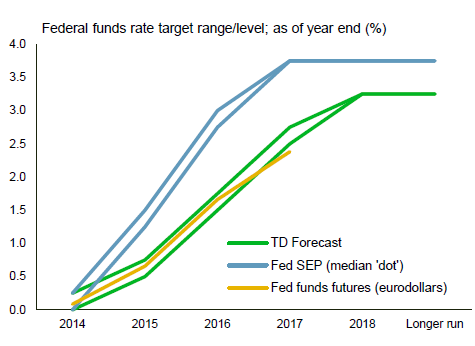 Federal funds rate target range/level; as of year end (%)
4.0
3.5
3.0
2.5
2.0
1.5
1.0
0.5
0.0
TD Forecast
Fed SEP (median 'dot')
Fed funds futures (eurodollars)
2014 2015 2016 2017 2018 Longer run